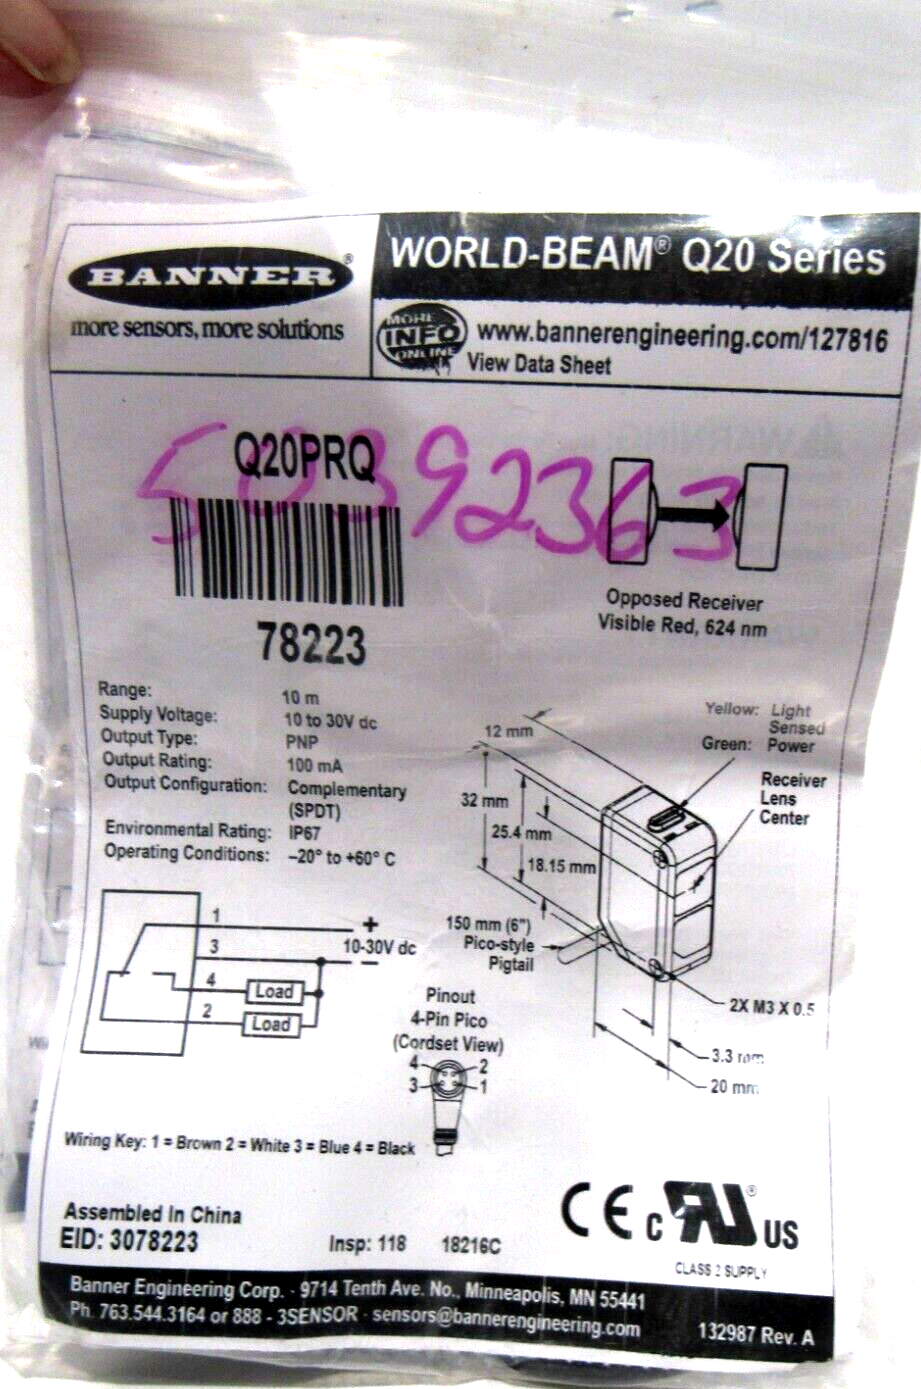 BANNER®
more sensors, more solutions
WORLD-BEAM® Q20 Series
MORE INFO ONLINE
www.bannerengineering.com/127816
View Data Sheet
Q20PRQ
50392363
78223
Opposed Receiver
Visible Red, 624 nm
Range: 10 m
Supply Voltage: 10 to 30V dc
Output Type: PNP
Output Rating: 100 mA
Output Configuration: Complementary
(SPDT)
Environmental Rating: IP67
Operating Conditions: –20° to +60° C
Yellow: Light
Sensed
Green: Power
Receiver
Lens
Center
12 mm
32 mm
25.4 mm
18.15 mm
150 mm (6")
Pico-style
Pigtail
2X M3 X 0.5
3.3 mm
20 mm
1
3
4
2
+
10-30V dc
–
Load
Load
Pinout
4-Pin Pico
(Cordset View)
4 2
3 1
Wiring Key: 1 = Brown 2 = White 3 = Blue 4 = Black
Assembled In China
EID: 3078223
Insp: 118 18216C
CE c RU® US
CLASS 2 SUPPLY
Banner Engineering Corp. · 9714 Tenth Ave. No., Minneapolis, MN 55441
Ph. 763.544.3164 or 888 - 3SENSOR · sensors@bannerengineering.com
132987 Rev. A